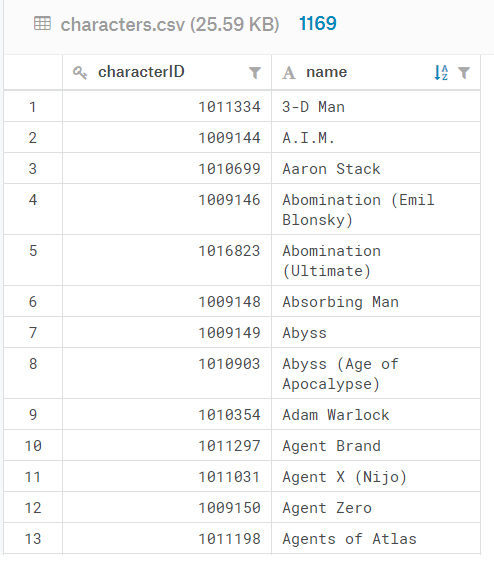 characters.csv (25.59 KB) 1169
characterID A name
1 1011334 3-D Man
2 1009144 A.I.M.
3 1010699 Aaron Stack
4 1009146 Abomination (Emil
Blonsky)
5 1016823 Abomination
(Ultimate)
6 1009148 Absorbing Man
7 1009149 Abyss
8 1010903 Abyss (Age of
Apocalypse)
9 1010354 Adam Warlock
10 1011297 Agent Brand
11 1011031 Agent X (Nijo)
12 1009150 Agent Zero
13 1011198 Agents of Atlas